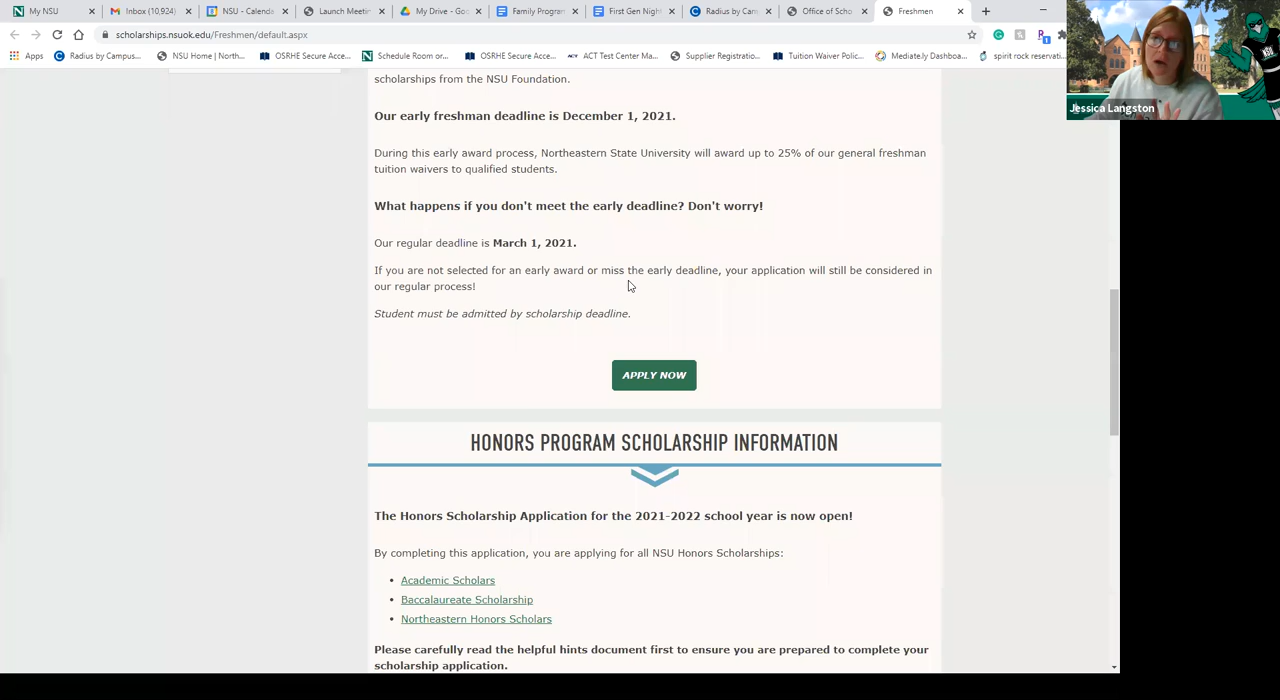 My NSU
Inbox (10,924)
NSU - Calenda
Launch Meetin
My Drive - Goo
Family Program
First Gen Nigh
Radius by Cam
Office of Scho
Freshmen
scholarships.nsuok.edu/Freshmen/default.aspx
Apps
Radius by Campus...
NSU Home | North...
OSRHE Secure Acce...
Schedule Room or...
OSRHE Secure Acce...
ACT Test Center Ma...
Supplier Registratio...
Tuition Waiver Polic...
Mediate.ly Dashboa...
spirit rock reservati...
Jessica Langston
scholarships from the NSU Foundation.
Our early freshman deadline is December 1, 2021.
During this early award process, Northeastern State University will award up to 25% of our general freshman
tuition waivers to qualified students.
What happens if you don't meet the early deadline? Don't worry!
Our regular deadline is March 1, 2021.
If you are not selected for an early award or miss the early deadline, your application will still be considered in
our regular process!
Student must be admitted by scholarship deadline.
APPLY NOW
HONORS PROGRAM SCHOLARSHIP INFORMATION
The Honors Scholarship Application for the 2021-2022 school year is now open!
By completing this application, you are applying for all NSU Honors Scholarships:
• Academic Scholars
• Baccalaureate Scholarship
• Northeastern Honors Scholars
Please carefully read the helpful hints document first to ensure you are prepared to complete your
scholarship application.